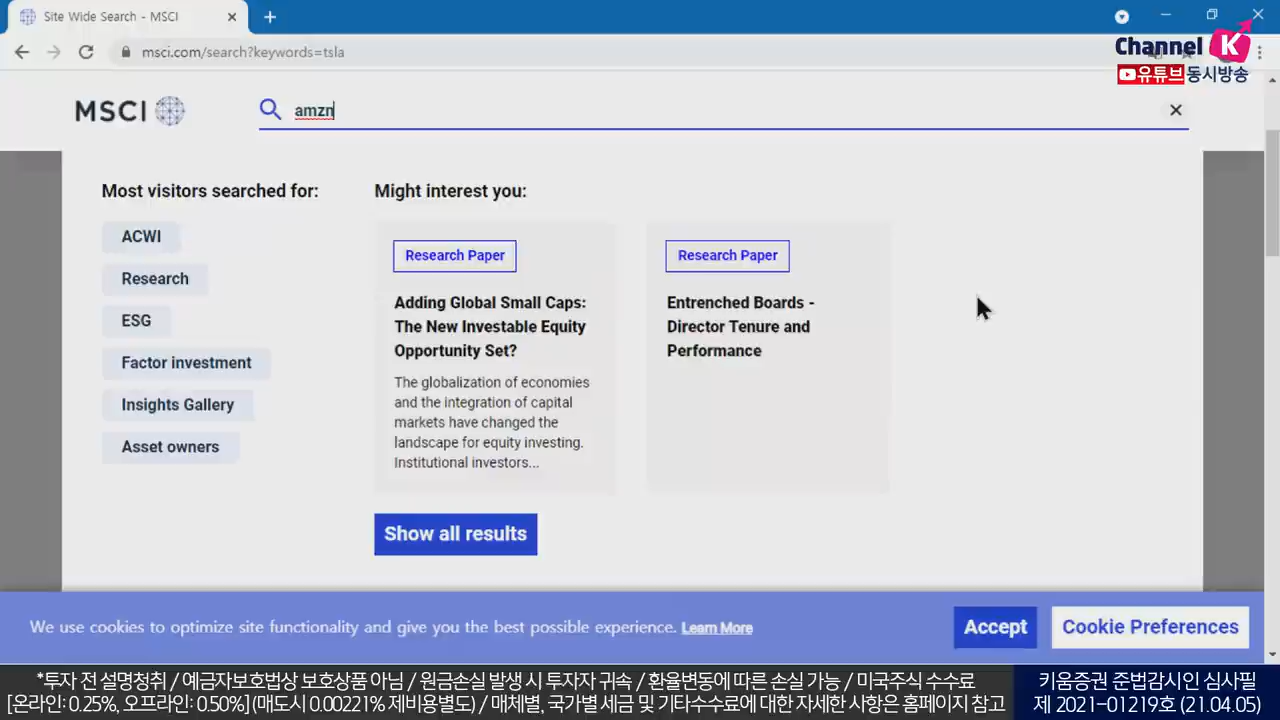 Site Wide Search - MSCI
msci.com/search?keywords=tsla
Channel K
유튜브동시방송
MSCI
amzn
Most visitors searched for:
ACWI
Research
ESG
Factor investment
Insights Gallery
Asset owners
Might interest you:
Research Paper
Adding Global Small Caps:
The New Investable Equity
Opportunity Set?
The globalization of economies
and the integration of capital
markets have changed the
landscape for equity investing.
Institutional investors...
Research Paper
Entrenched Boards -
Director Tenure and
Performance
Show all results
We use cookies to optimize site functionality and give you the best possible experience. Learn More
Accept
Cookie Preferences
*투자 전 설명청취 / 예금자보호법상 보호상품 아님 / 원금손실 발생 시 투자자 귀속 / 환율변동에 따른 손실 가능 / 미국주식 수수료
[온라인: 0.25%, 오프라인: 0.50%] (매도시 0.00221% 제비용별도) / 매체별, 국가별 세금 및 기타수수료에 대한 자세한 사항은 홈페이지 참고
키움증권 준법감시인 심사필
제 2021-01219호 (21.04.05)